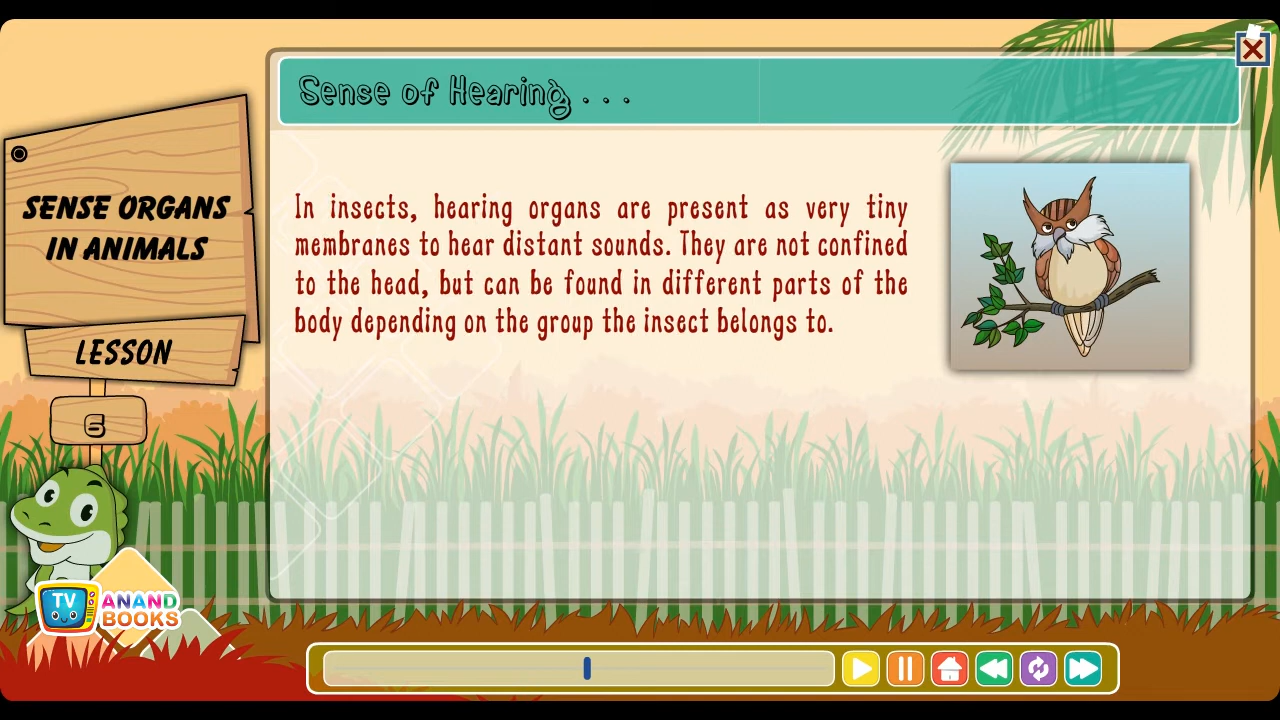 Sense of Hearing . . .
SENSE ORGANS
IN ANIMALS
LESSON
5
In insects, hearing organs are present as very tiny
membranes to hear distant sounds. They are not confined
to the head, but can be found in different parts of the
body depending on the group the insect belongs to.
TV
ANAND
BOOKS